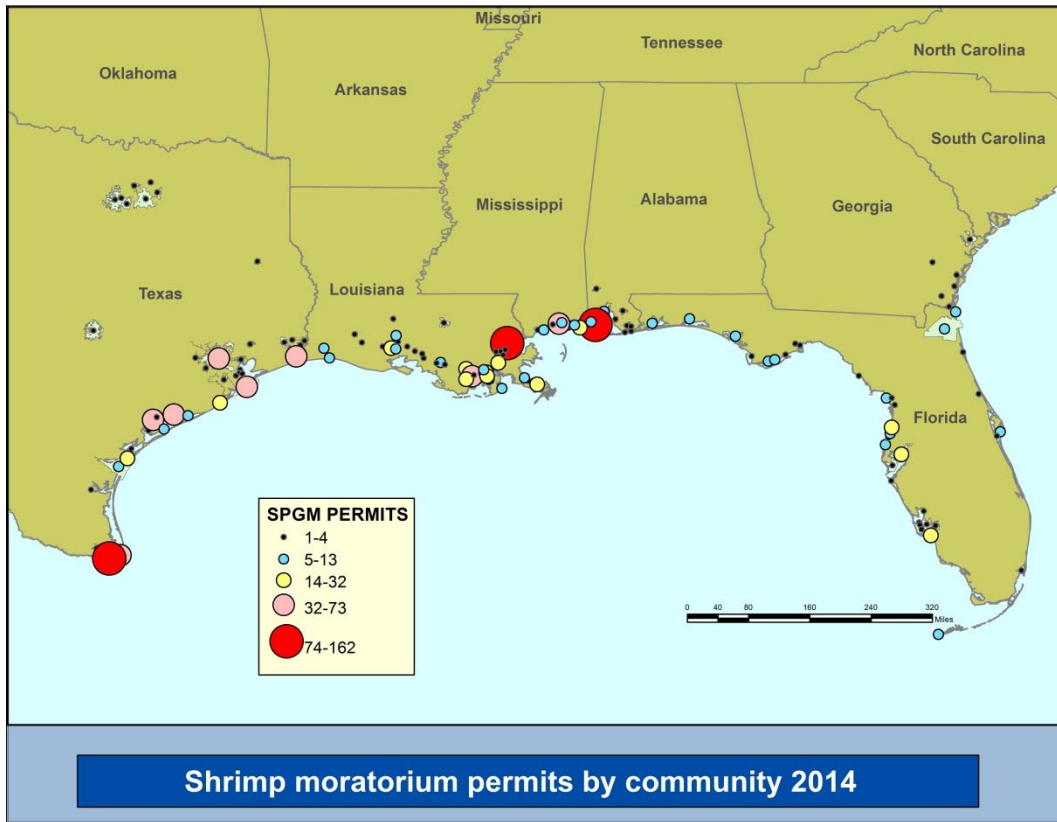 Missouri
Tennessee
North Carolina
Oklahoma
Arkansas
South Carolina
Mississippi
Alabama
Georgia
Texas
Louisiana
Florida
SPGM PERMITS
1-4
5-13
14-32
32-73
74-162
0 40 80 160 240 320
Miles
Shrimp moratorium permits by community 2014